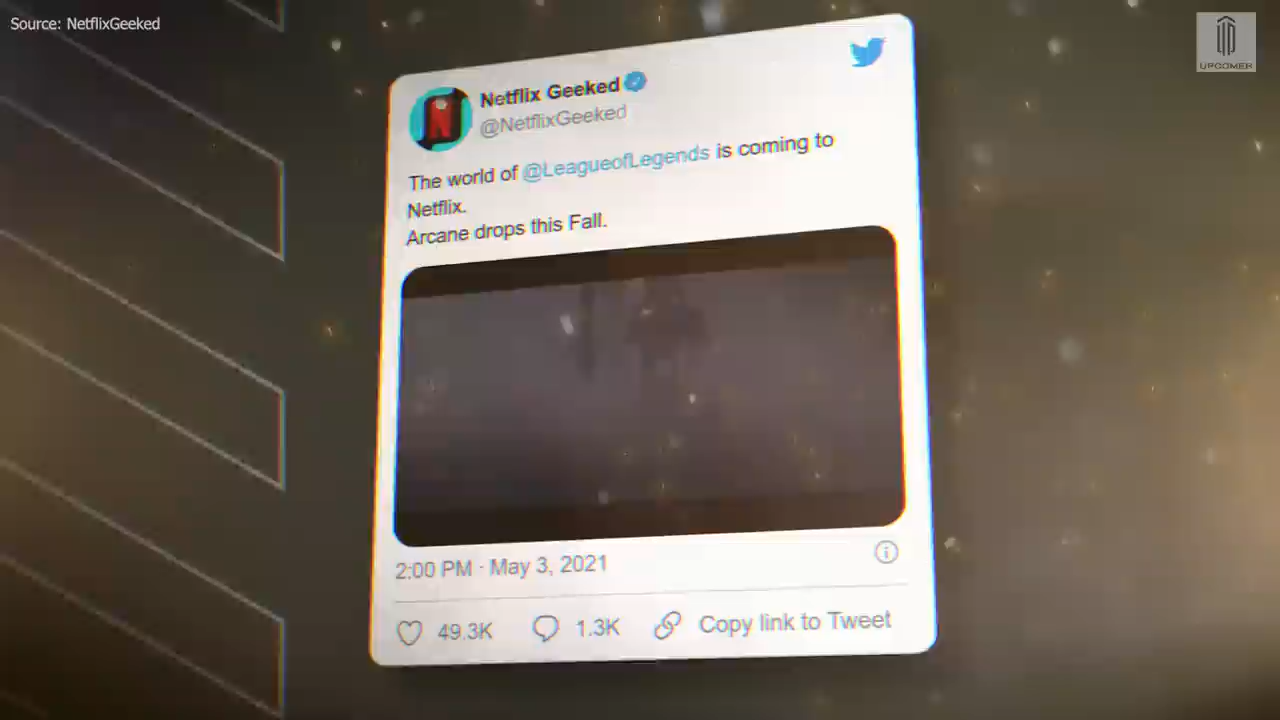 Source: NetflixGeeked
UPCOMER
Netflix Geeked
@NetflixGeeked
The world of @LeagueofLegends is coming to
Netflix.
Arcane drops this Fall.
2:00 PM · May 3, 2021
49.3K 1.3K Copy link to Tweet